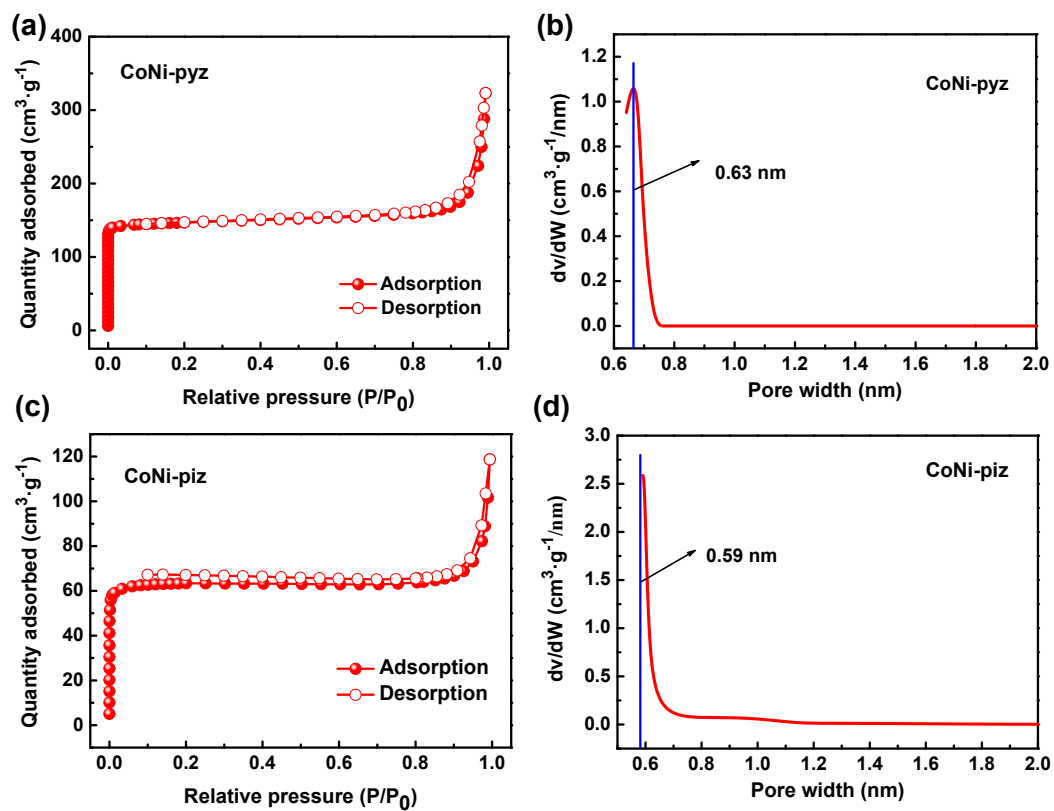 (a)
400
300
200
100
0
Quantity adsorbed (cm³·g⁻¹)
CoNi-pyz
Adsorption
Desorption
0.0 0.2 0.4 0.6 0.8 1.0
Relative pressure (P/P₀)
(b)
1.2
1.0
0.8
0.6
0.4
0.2
0.0
dv/dW (cm³·g⁻¹/nm)
CoNi-pyz
0.63 nm
0.6 0.8 1.0 1.2 1.4 1.6 1.8 2.0
Pore width (nm)
(c)
120
100
80
60
40
20
0
Quantity adsorbed (cm³·g⁻¹)
CoNi-piz
Adsorption
Desorption
0.0 0.2 0.4 0.6 0.8 1.0
Relative pressure (P/P₀)
(d)
3.0
2.5
2.0
1.5
1.0
0.5
0.0
dv/dW (cm³·g⁻¹/nm)
CoNi-piz
0.59 nm
0.6 0.8 1.0 1.2 1.4 1.6 1.8 2.0
Pore width (nm)